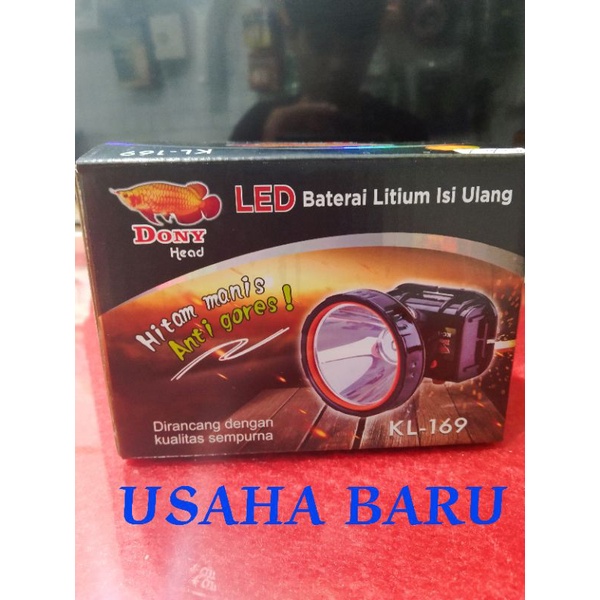 KL-169
DONY
Head
LED Baterai Litium Isi Ulang
Hitam manis
Anti gores!
Dirancang dengan
kualitas sempurna
KL-169
USAHA BARU